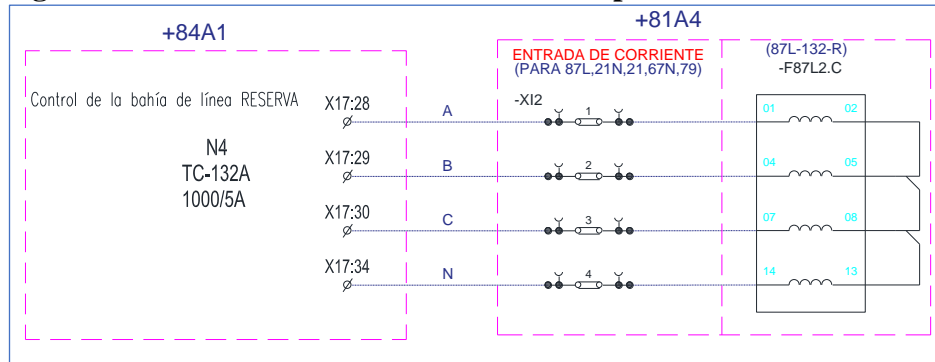 +84A1
+81A4
ENTRADA DE CORRIENTE
(PARA 87L,21N,21,67N,79)
(87L-132-R)
-F87L2.C
Control de la bahía de línea RESERVA
-XI2
X17:28
A
1
01
02
N4
TC-132A
1000/5A
X17:29
B
2
04
05
X17:30
C
3
07
08
X17:34
N
4
14
13